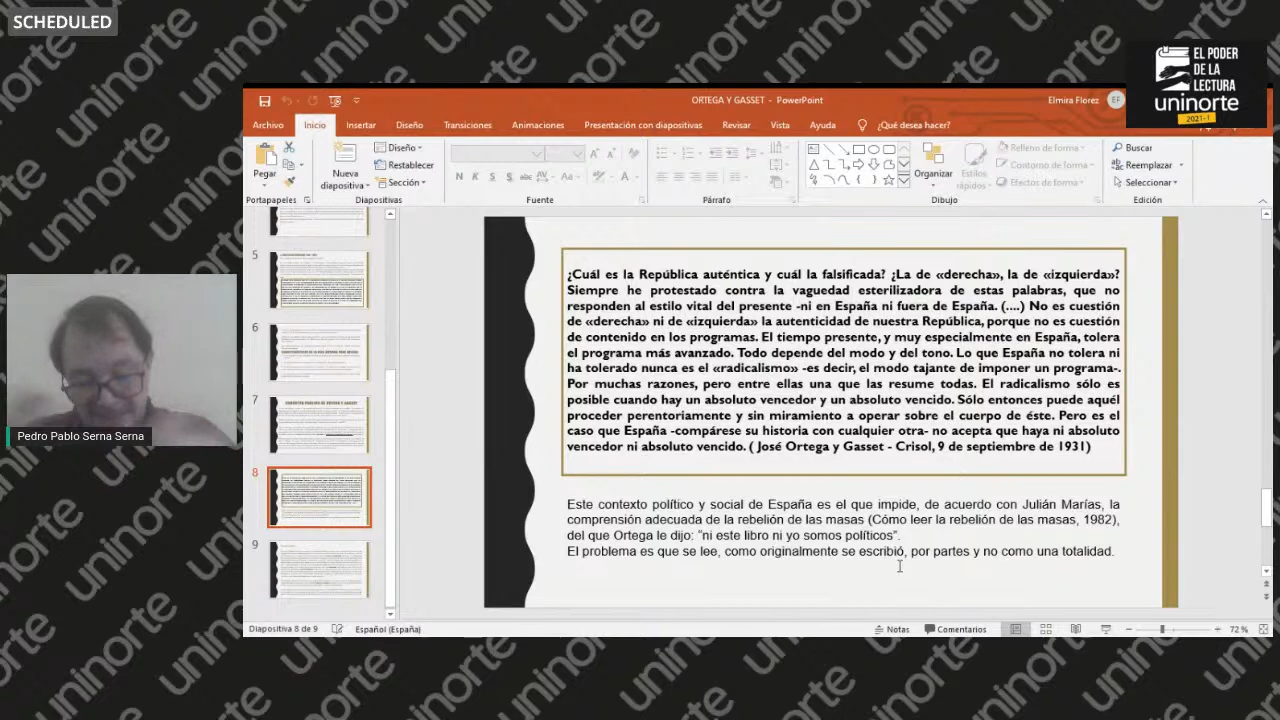 SCHEDULED
EL PODER
DE LA
LECTURA
uninorte
2021-1
ORTEGA Y GASSET - PowerPoint
Elmira Florez
EF
Archivo
Inicio
Insertar
Diseño
Transiciones
Animaciones
Presentación con diapositivas
Revisar
Vista
Ayuda
¿Qué desea hacer?
Pegar
Nueva
diapositiva
Diseño
Restablecer
Sección
N
K
S
S
abc
AV
Aa
A
Organizar
Estilos
rápidos
Relleno de forma
Contorno de forma
Efectos de forma
Buscar
Reemplazar
Seleccionar
Portapapeles
Diapositivas
Fuente
Párrafo
Dibujo
Edición
5
6
7
8
9
¿Cuál es la República auténtica y cuál la falsificada? ¿La de «derecha», la de «izquierda»?
Siempre he protestado contra la vaguedad esterilizadora de estas palabras, que no
responden al estilo vital del presente -ni en España ni fuera de España. (....) No es cuestión
de «derecha» ni de «izquierda» la autenticidad de nuestra República, porque no es cuestión
de contenido en los programas. El tiempo presente, y muy especialmente en España, tolera
el programa más avanzado. Todo depende del modo y del tono. Lo que España no tolera ni
ha tolerado nunca es el «radicalismo» -es decir, el modo tajante de imponer un programa-.
Por muchas razones, pero entre ellas una que las resume todas. El radicalismo sólo es
posible cuando hay un absoluto vencedor y un absoluto vencido. Sólo entonces puede aquél
proceder perentoriamente y sin miramiento a operar sobre el cuerpo de éste. Pero es el
caso que España -compárese su historia con cualquier otra- no acepta que haya ni absoluto
vencedor ni absoluto vencido. ( José Ortega y Gasset - Crisol, 9 de septiembre de 1931)
Este contexto político y social de España es el que impide, de acuerdo con Julián Marías, la
comprensión adecuada de la rebelión de las masas (Cómo leer la rebelión de las masas, 1982),
del que Ortega le dijo: "ni este libro ni yo somos políticos".
El problema es que se lee, como originalmente se escribió, por partes y no como una totalidad.
Pedro Pablo Serna Serna
Diapositiva 8 de 9
Español (España)
Notas
Comentarios
72 %